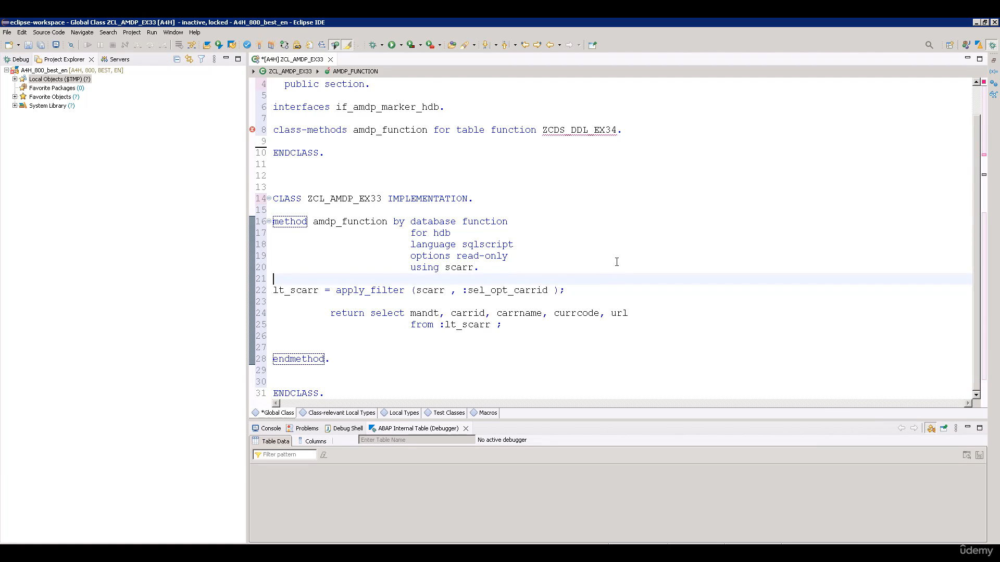 eclipse-workspace - Global Class ZCL_AMDP_EX33 [A4H] - inactive, locked - A4H_800_best_en - Eclipse IDE
File Edit Source Code Navigate Search Project Run Window Help
Debug Project Explorer Servers
*[A4H] ZCL_AMDP_EX33
A4H_800_best_en [A4H, 800, BEST, EN]
Local Objects ($TMP) (?)
Favorite Packages (0)
Favorite Objects (?)
System Library (?)
ZCL_AMDP_EX33 AMDP_FUNCTION
4 public section.
5
6 interfaces if_amdp_marker_hdb.
7
8 class-methods amdp_function for table function ZCDS_DDL_EX34.
9
10 ENDCLASS.
11
12
13
14 CLASS ZCL_AMDP_EX33 IMPLEMENTATION.
15
16 method amdp_function by database function
17 for hdb
18 language sqlscript
19 options read-only
20 using scarr.
21
22 lt_scarr = apply_filter (scarr , :sel_opt_carrid );
23
24 return select mandt, carrid, carrname, currcode, url
25 from :lt_scarr ;
26
27
28 endmethod.
29
30
31 ENDCLASS.
*Global Class Class-relevant Local Types Local Types Test Classes Macros
Console Problems Debug Shell ABAP Internal Table (Debugger)
Table Data Columns Enter Table Name No active debugger
Filter pattern
(x)=
ûdemy